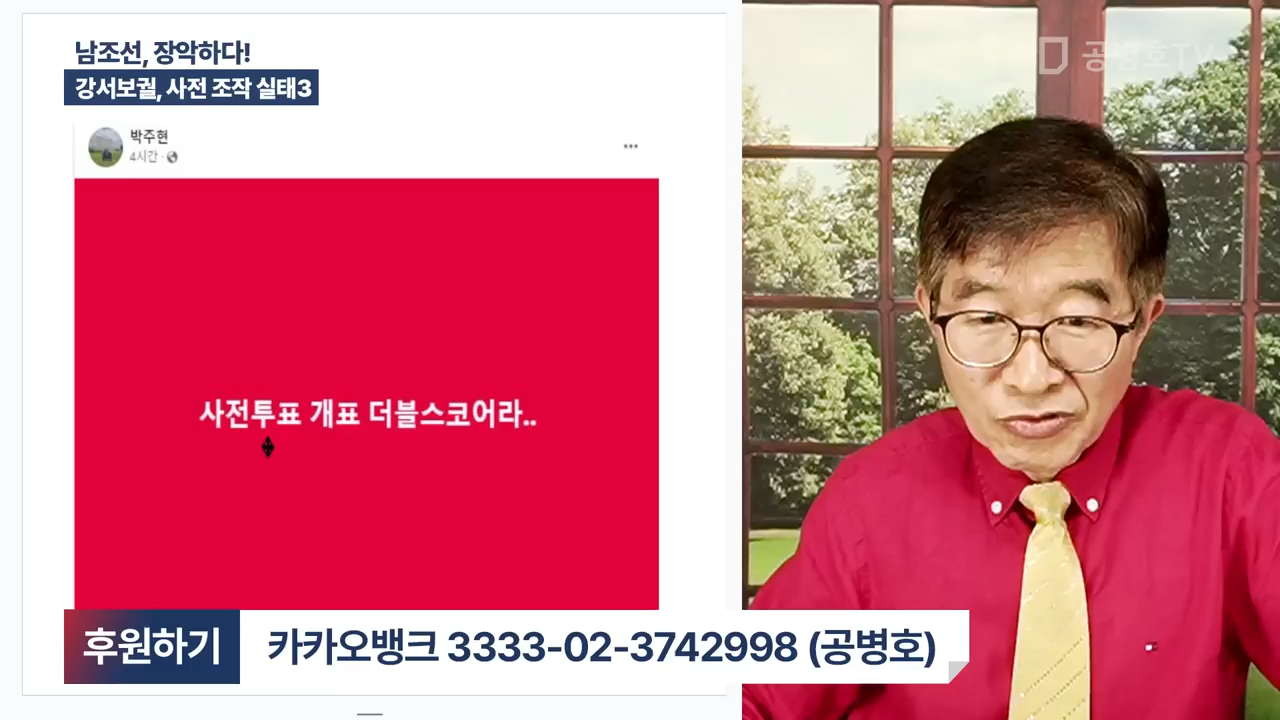 남조선, 장악하다!
강서보궐, 사전 조작 실태3
박주현
4시간 ·
사전투표 개표 더블스코어라..
공병호TV
후원하기
카카오뱅크 3333-02-3742998 (공병호)